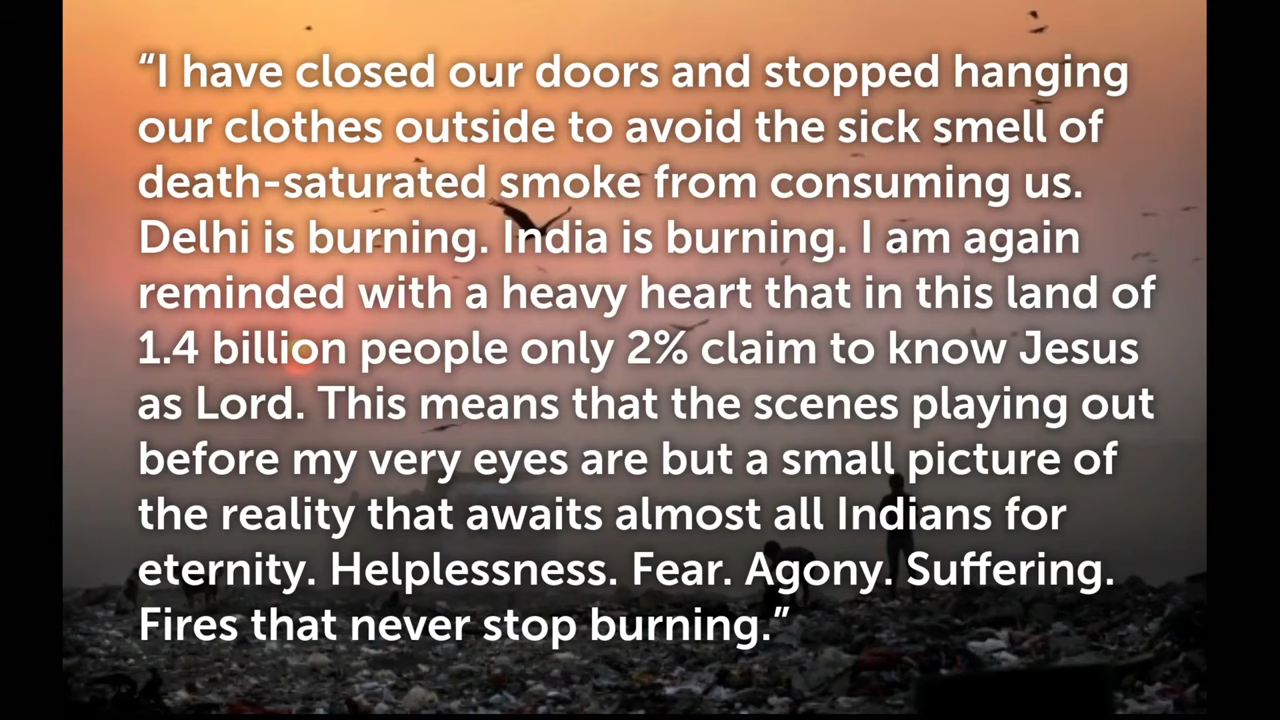 “I have closed our doors and stopped hanging
our clothes outside to avoid the sick smell of
death-saturated smoke from consuming us.
Delhi is burning. India is burning. I am again
reminded with a heavy heart that in this land of
1.4 billion people only 2% claim to know Jesus
as Lord. This means that the scenes playing out
before my very eyes are but a small picture of
the reality that awaits almost all Indians for
eternity. Helplessness. Fear. Agony. Suffering.
Fires that never stop burning.”